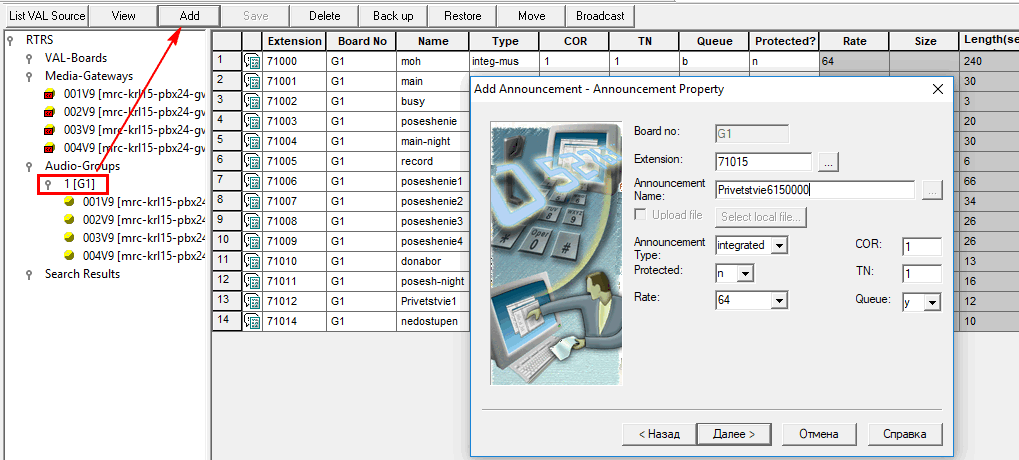 List VAL Source View Add Save Delete Back up Restore Move Broadcast
RTRS
VAL-Boards
Media-Gateways
001V9 [mrc-krl15-pbx24-gw
002V9 [mrc-krl15-pbx24-gw
003V9 [mrc-krl15-pbx24-gw
004V9 [mrc-krl15-pbx24-gw
Audio-Groups
1 [G1]
001V9 [mrc-krl15-pbx24
002V9 [mrc-krl15-pbx24
003V9 [mrc-krl15-pbx24
004V9 [mrc-krl15-pbx24
Search Results
Extension Board No Name Type COR TN Queue Protected? Rate Size Length(se
1 71000 G1 moh integ-mus 1 1 b n 64 240
2 71001 G1 main 30
3 71002 G1 busy 3
4 71003 G1 poseshenie 20
5 71004 G1 main-night 30
6 71005 G1 record 6
7 71006 G1 poseshenie1 66
8 71007 G1 poseshenie2 34
9 71008 G1 poseshenie3 26
10 71009 G1 poseshenie4 26
11 71010 G1 donabor 13
12 71011 G1 posesh-night 16
13 71012 G1 Privetstvie1 12
14 71014 G1 nedostupen 10
Add Announcement - Announcement Property
Board no: G1
Extension: 71015 ...
Announcement
Name: Privetstvie6150000 ...
Upload file Select local file...
Announcement
Type: integrated COR: 1
Protected: n TN: 1
Rate: 64 Queue: y
< Назад Далее > Отмена Справка